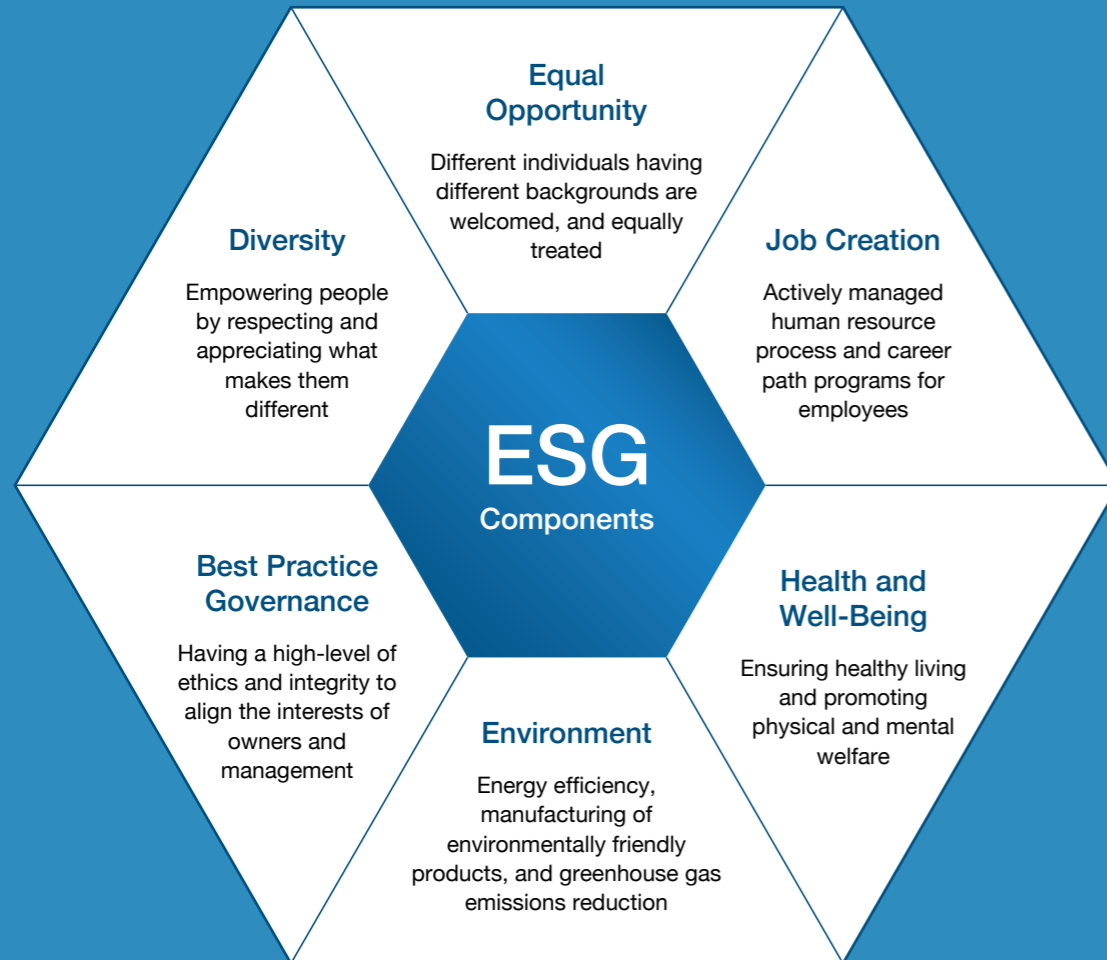 Equal
Opportunity
Different individuals having
different backgrounds are
welcomed, and equally
treated
Diversity
Empowering people
by respecting and
appreciating what
makes them
different
Job Creation
Actively managed
human resource
process and career
path programs for
employees
ESG
Components
Best Practice
Governance
Having a high-level of
ethics and integrity to
align the interests of
owners and
management
Health and
Well-Being
Ensuring healthy living
and promoting
physical and mental
welfare
Environment
Energy efficiency,
manufacturing of
environmentally friendly
products, and greenhouse gas
emissions reduction